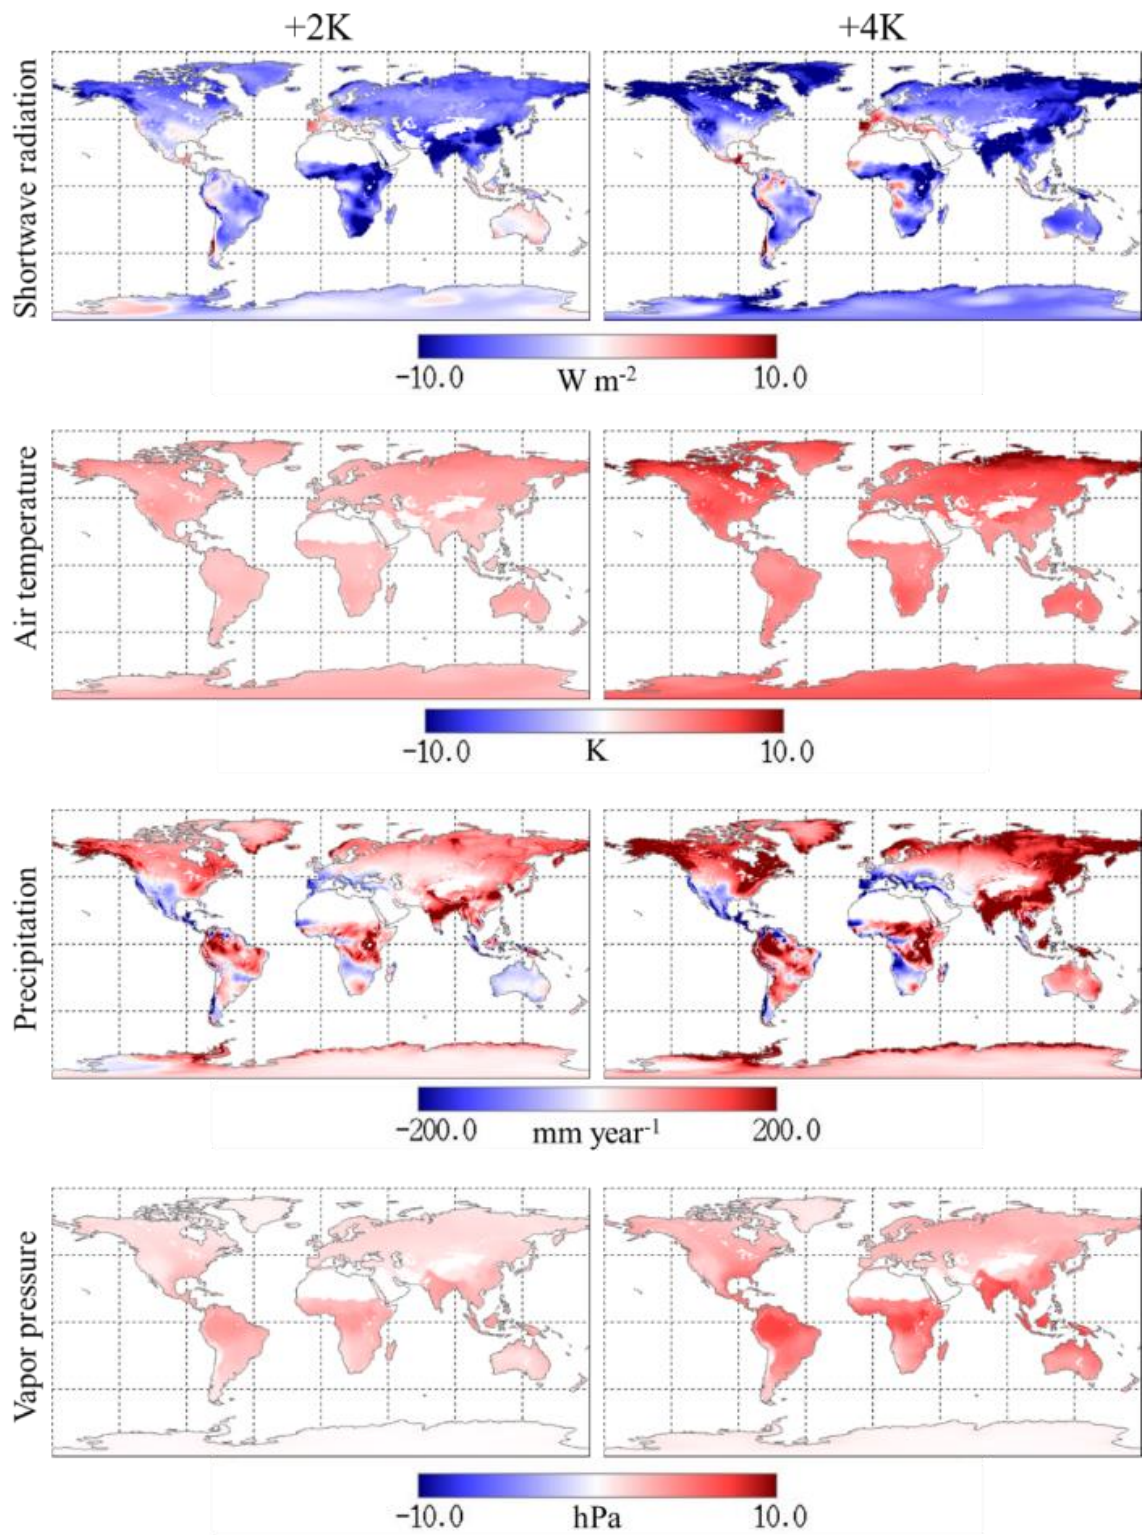 +2K +4K
Shortwave radiation
−10.0 W m-2 10.0
Air temperature
−10.0 K 10.0
Precipitation
−200.0 mm year-1 200.0
Vapor pressure
−10.0 hPa 10.0